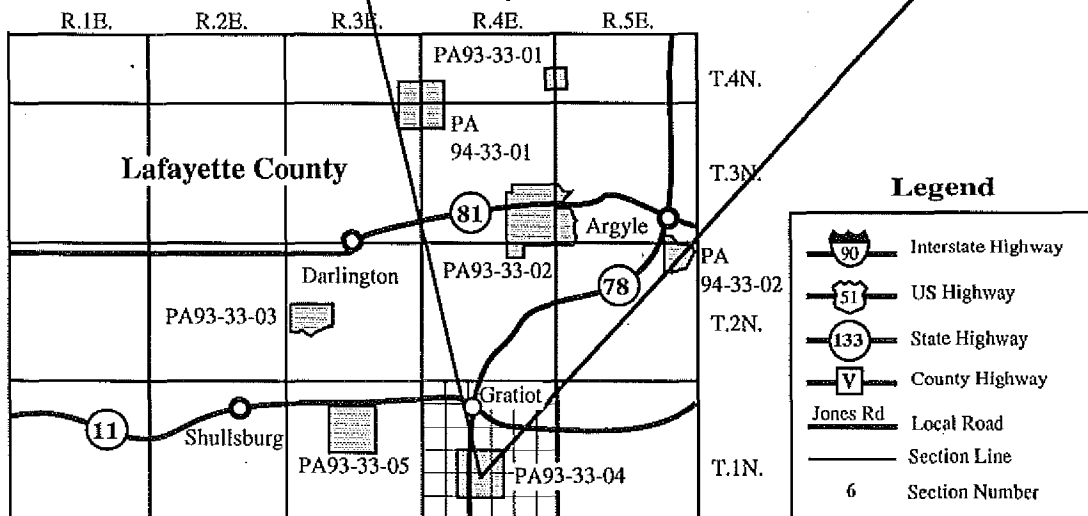 R.1E. R.2E. R.3E. R.4E. R.5E.
PA93-33-01
T.4N.
PA
94-33-01
Lafayette County
T.3N.
Legend
81
Argyle
90 Interstate Highway
Darlington
PA93-33-02
PA
94-33-02
78
51 US Highway
PA93-33-03
T.2N.
133 State Highway
V County Highway
Gratiot
Jones Rd Local Road
11
Shullsburg
Section Line
PA93-33-05
PA93-33-04
T.1N.
6 Section Number